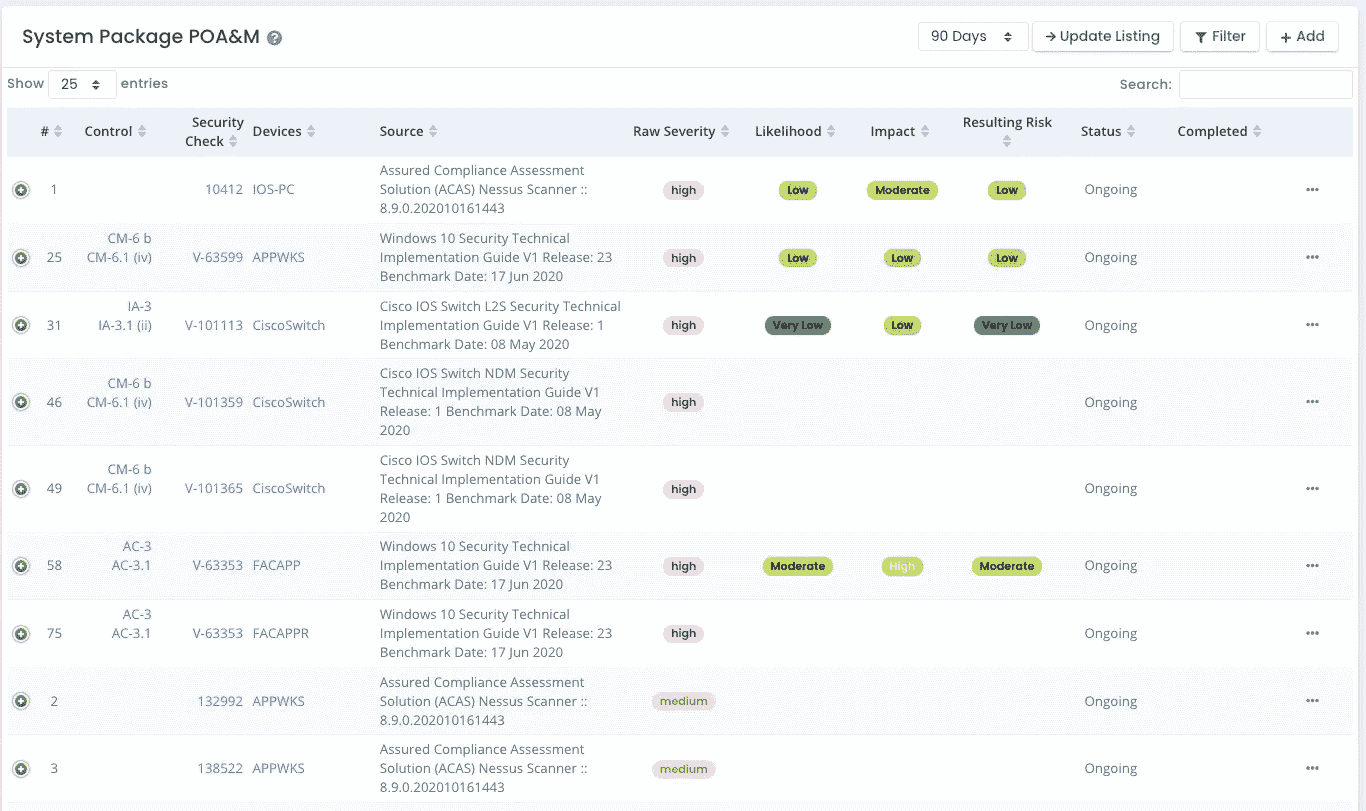 System Package POA&M ?
90 Days → Update Listing Filter + Add
Show 25 entries Search:
# Control Security Check Devices Source Raw Severity Likelihood Impact Resulting Risk Status Completed
1 10412 IOS-PC Assured Compliance Assessment
Solution (ACAS) Nessus Scanner ::
8.9.0.202010161443
high Low Moderate Low Ongoing ...
25 CM-6 b
CM-6.1 (iv)
V-63599 APPWKS Windows 10 Security Technical
Implementation Guide V1 Release: 23
Benchmark Date: 17 Jun 2020
high Low Low Low Ongoing ...
31 IA-3
IA-3.1 (ii)
V-101113 CiscoSwitch Cisco IOS Switch L2S Security Technical
Implementation Guide V1 Release: 1
Benchmark Date: 08 May 2020
high Very Low Low Very Low Ongoing ...
46 CM-6 b
CM-6.1 (iv)
V-101359 CiscoSwitch Cisco IOS Switch NDM Security
Technical Implementation Guide V1
Release: 1 Benchmark Date: 08 May
2020
high Ongoing ...
49 CM-6 b
CM-6.1 (iv)
V-101365 CiscoSwitch Cisco IOS Switch NDM Security
Technical Implementation Guide V1
Release: 1 Benchmark Date: 08 May
2020
high Ongoing ...
58 AC-3
AC-3.1
V-63353 FACAPP Windows 10 Security Technical
Implementation Guide V1 Release: 23
Benchmark Date: 17 Jun 2020
high Moderate High Moderate Ongoing ...
75 AC-3
AC-3.1
V-63353 FACAPPR Windows 10 Security Technical
Implementation Guide V1 Release: 23
Benchmark Date: 17 Jun 2020
high Ongoing ...
2 132992 APPWKS Assured Compliance Assessment
Solution (ACAS) Nessus Scanner ::
8.9.0.202010161443
medium Ongoing ...
3 138522 APPWKS Assured Compliance Assessment
Solution (ACAS) Nessus Scanner ::
8.9.0.202010161443
medium Ongoing ...